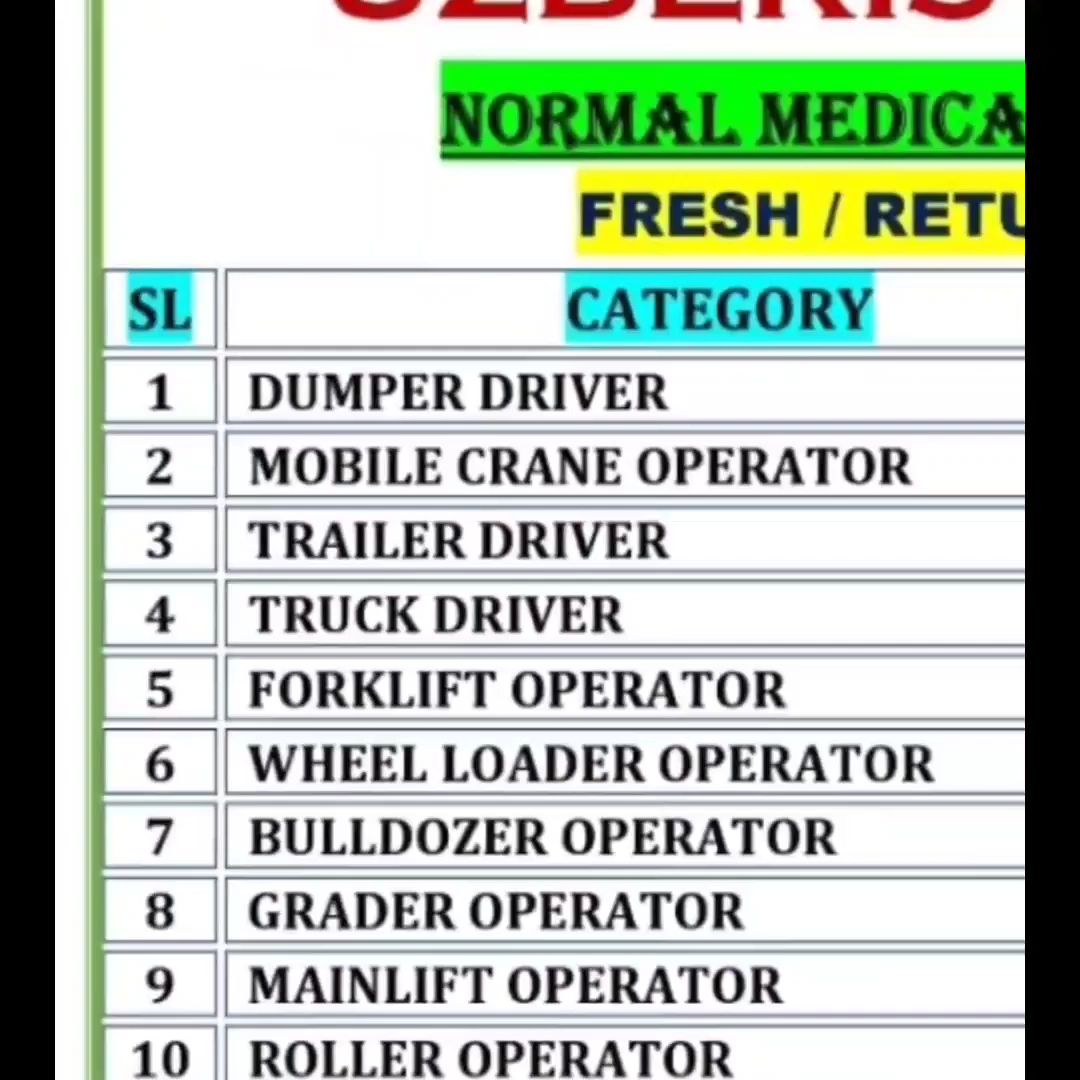 NORMAL MEDICA
FRESH / RETU
SL CATEGORY
1 DUMPER DRIVER
2 MOBILE CRANE OPERATOR
3 TRAILER DRIVER
4 TRUCK DRIVER
5 FORKLIFT OPERATOR
6 WHEEL LOADER OPERATOR
7 BULLDOZER OPERATOR
8 GRADER OPERATOR
9 MAINLIFT OPERATOR
10 ROLLER OPERATOR